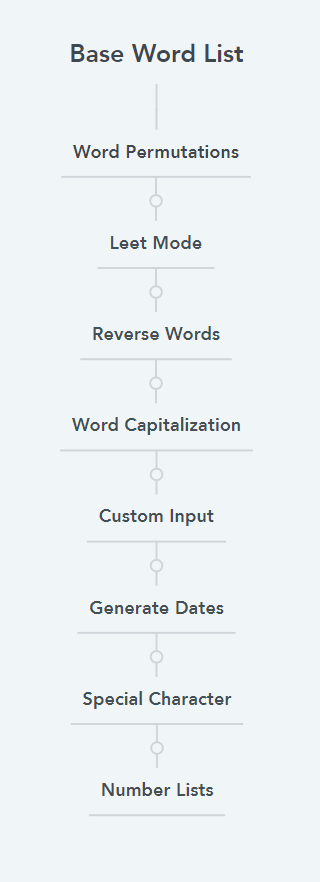 Base Word List
Word Permutations
Leet Mode
Reverse Words
Word Capitalization
Custom Input
Generate Dates
Special Character
Number Lists